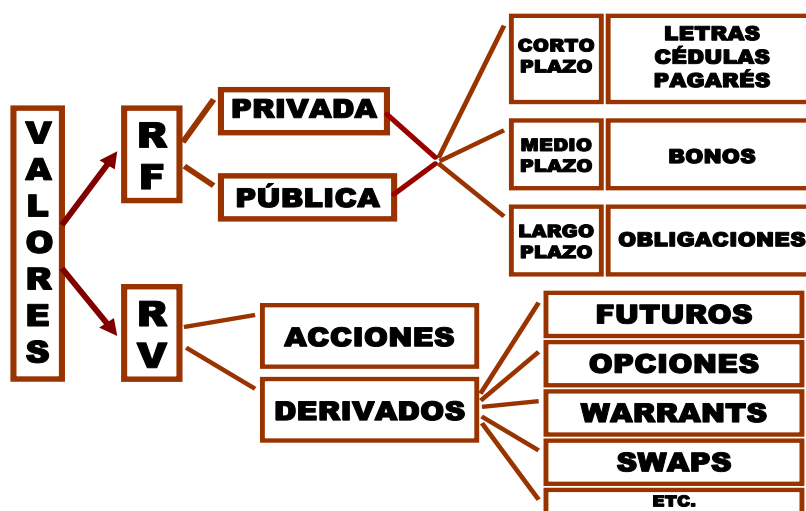 VALORES
RF
PRIVADA
PÚBLICA
CORTO
PLAZO
LETRAS
CÉDULAS
PAGARÉS
MEDIO
PLAZO
BONOS
LARGO
PLAZO
OBLIGACIONES
RV
ACCIONES
DERIVADOS
FUTUROS
OPCIONES
WARRANTS
SWAPS
ETC.